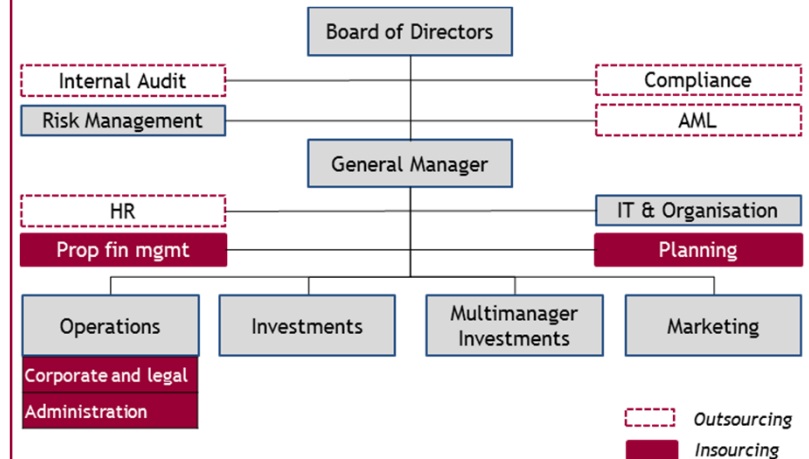 Board of Directors
Internal Audit
Compliance
Risk Management
AML
General Manager
HR
IT & Organisation
Prop fin mgmt
Planning
Operations
Investments
Multimanager
Investments
Marketing
Corporate and legal
Administration
Outsourcing
Insourcing